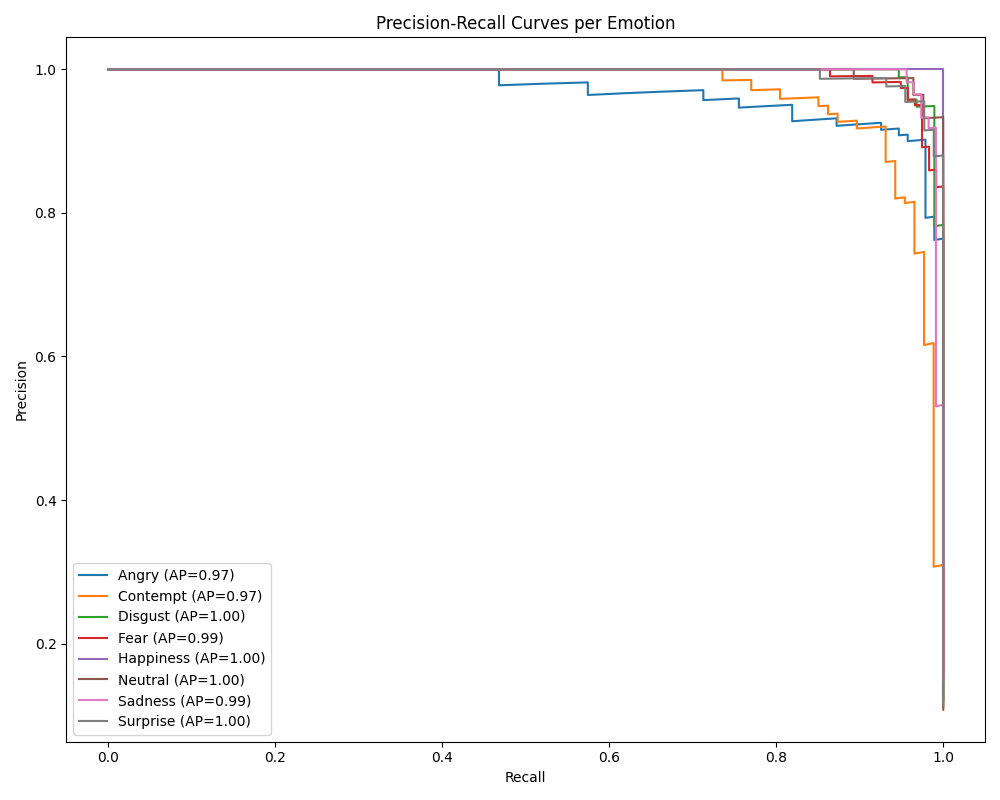 Precision-Recall Curves per Emotion
1.0
0.8
0.6
0.4
0.2
Precision
Angry (AP=0.97)
Contempt (AP=0.97)
Disgust (AP=1.00)
Fear (AP=0.99)
Happiness (AP=1.00)
Neutral (AP=1.00)
Sadness (AP=0.99)
Surprise (AP=1.00)
0.0 0.2 0.4 0.6 0.8 1.0
Recall